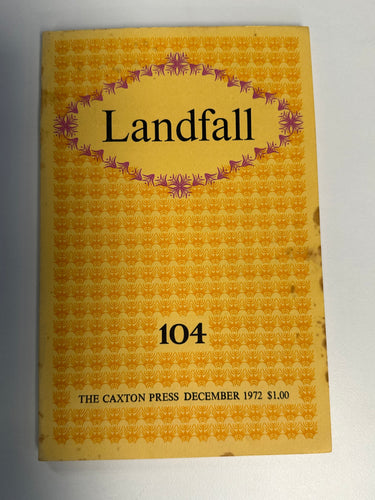 Landfall
104
THE CAXTON PRESS DECEMBER 1972 $1.00